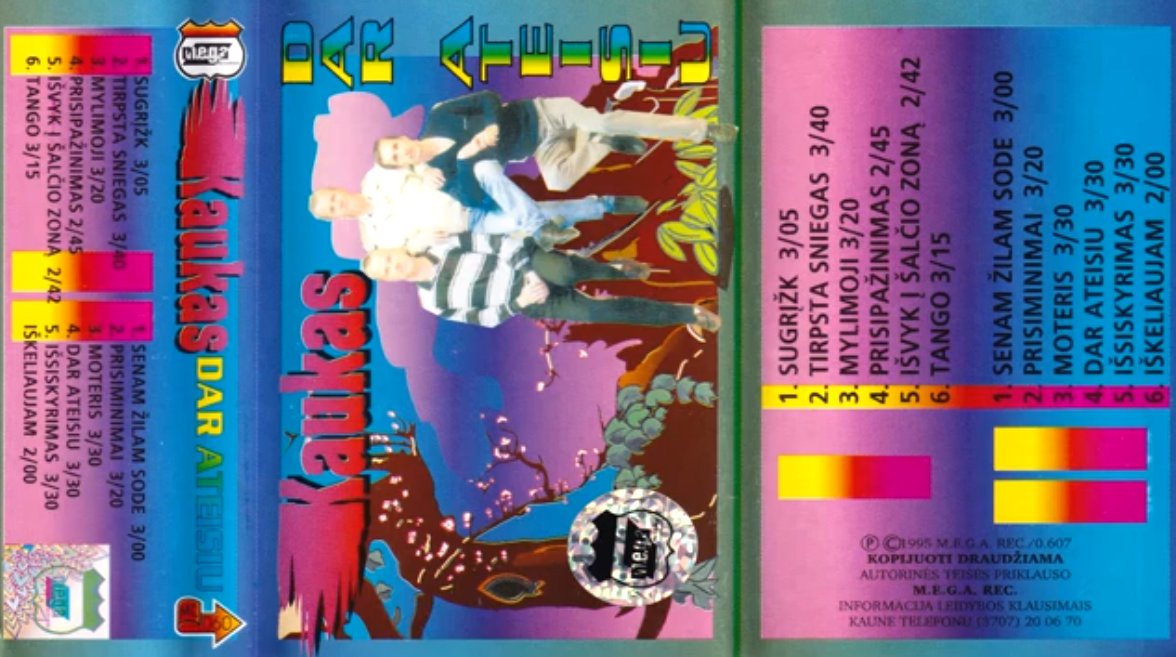 1. SUGRĮŽK 3/05
2. TIRPSTA SNIEGAS 3/40
3. MYLIMOJI 3/20
4. PRISIPAŽINIMAS 2/45
5. IŠVYK Į ŠALČIO ZONĄ 2/42
6. TANGO 3/15
1. SENAM ŽILAM SODE 3/00
2. PRISIMINIMAI 3/20
3. MOTERIS 3/30
4. DAR ATEISIU 3/30
5. IŠSISKYRIMAS 3/30
IŠKELIAUJAM 2/00
mega
mega
Kaukas DAR ATEISIU
DAR ATEISIU
Kaukas
mega
1. SUGRĮŽK 3/05
2. TIRPSTA SNIEGAS 3/40
3. MYLIMOJI 3/20
4. PRISIPAŽINIMAS 2/45
5. IŠVYK Į ŠALČIO ZONĄ 2/42
6. TANGO 3/15
1. SENAM ŽILAM SODE 3/00
2. PRISIMINIMAI 3/20
3. MOTERIS 3/30
4. DAR ATEISIU 3/30
5. IŠSISKYRIMAS 3/30
6. IŠKELIAUJAM 2/00
Ⓟ ©1995 M.E.G.A. REC./0.607
KOPIJUOTI DRAUDŽIAMA
AUTORINĖS TEISĖS PRIKLAUSO
M.E.G.A. REC.
INFORMACIJA LEIDYBOS KLAUSIMAIS
KAUNE TELEFONU (3707) 20 06 70